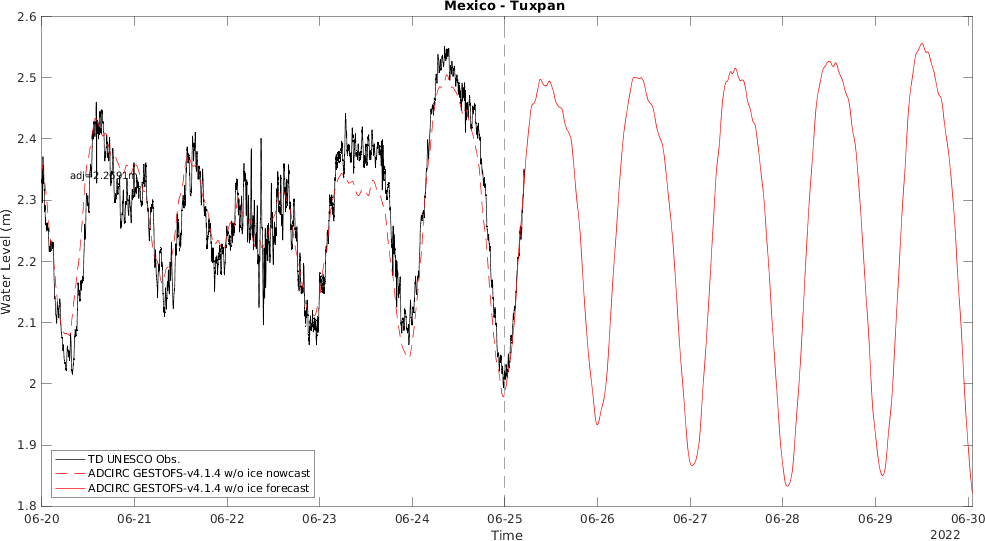 Mexico - Tuxpan
2.6
2.5
2.4
2.3
2.2
2.1
2
1.9
1.8
Water Level (m)
adj=2.2691m
TD UNESCO Obs.
ADCIRC GESTOFS-v4.1.4 w/o ice nowcast
ADCIRC GESTOFS-v4.1.4 w/o ice forecast
06-20 06-21 06-22 06-23 06-24 06-25 06-26 06-27 06-28 06-29 06-30
Time
2022